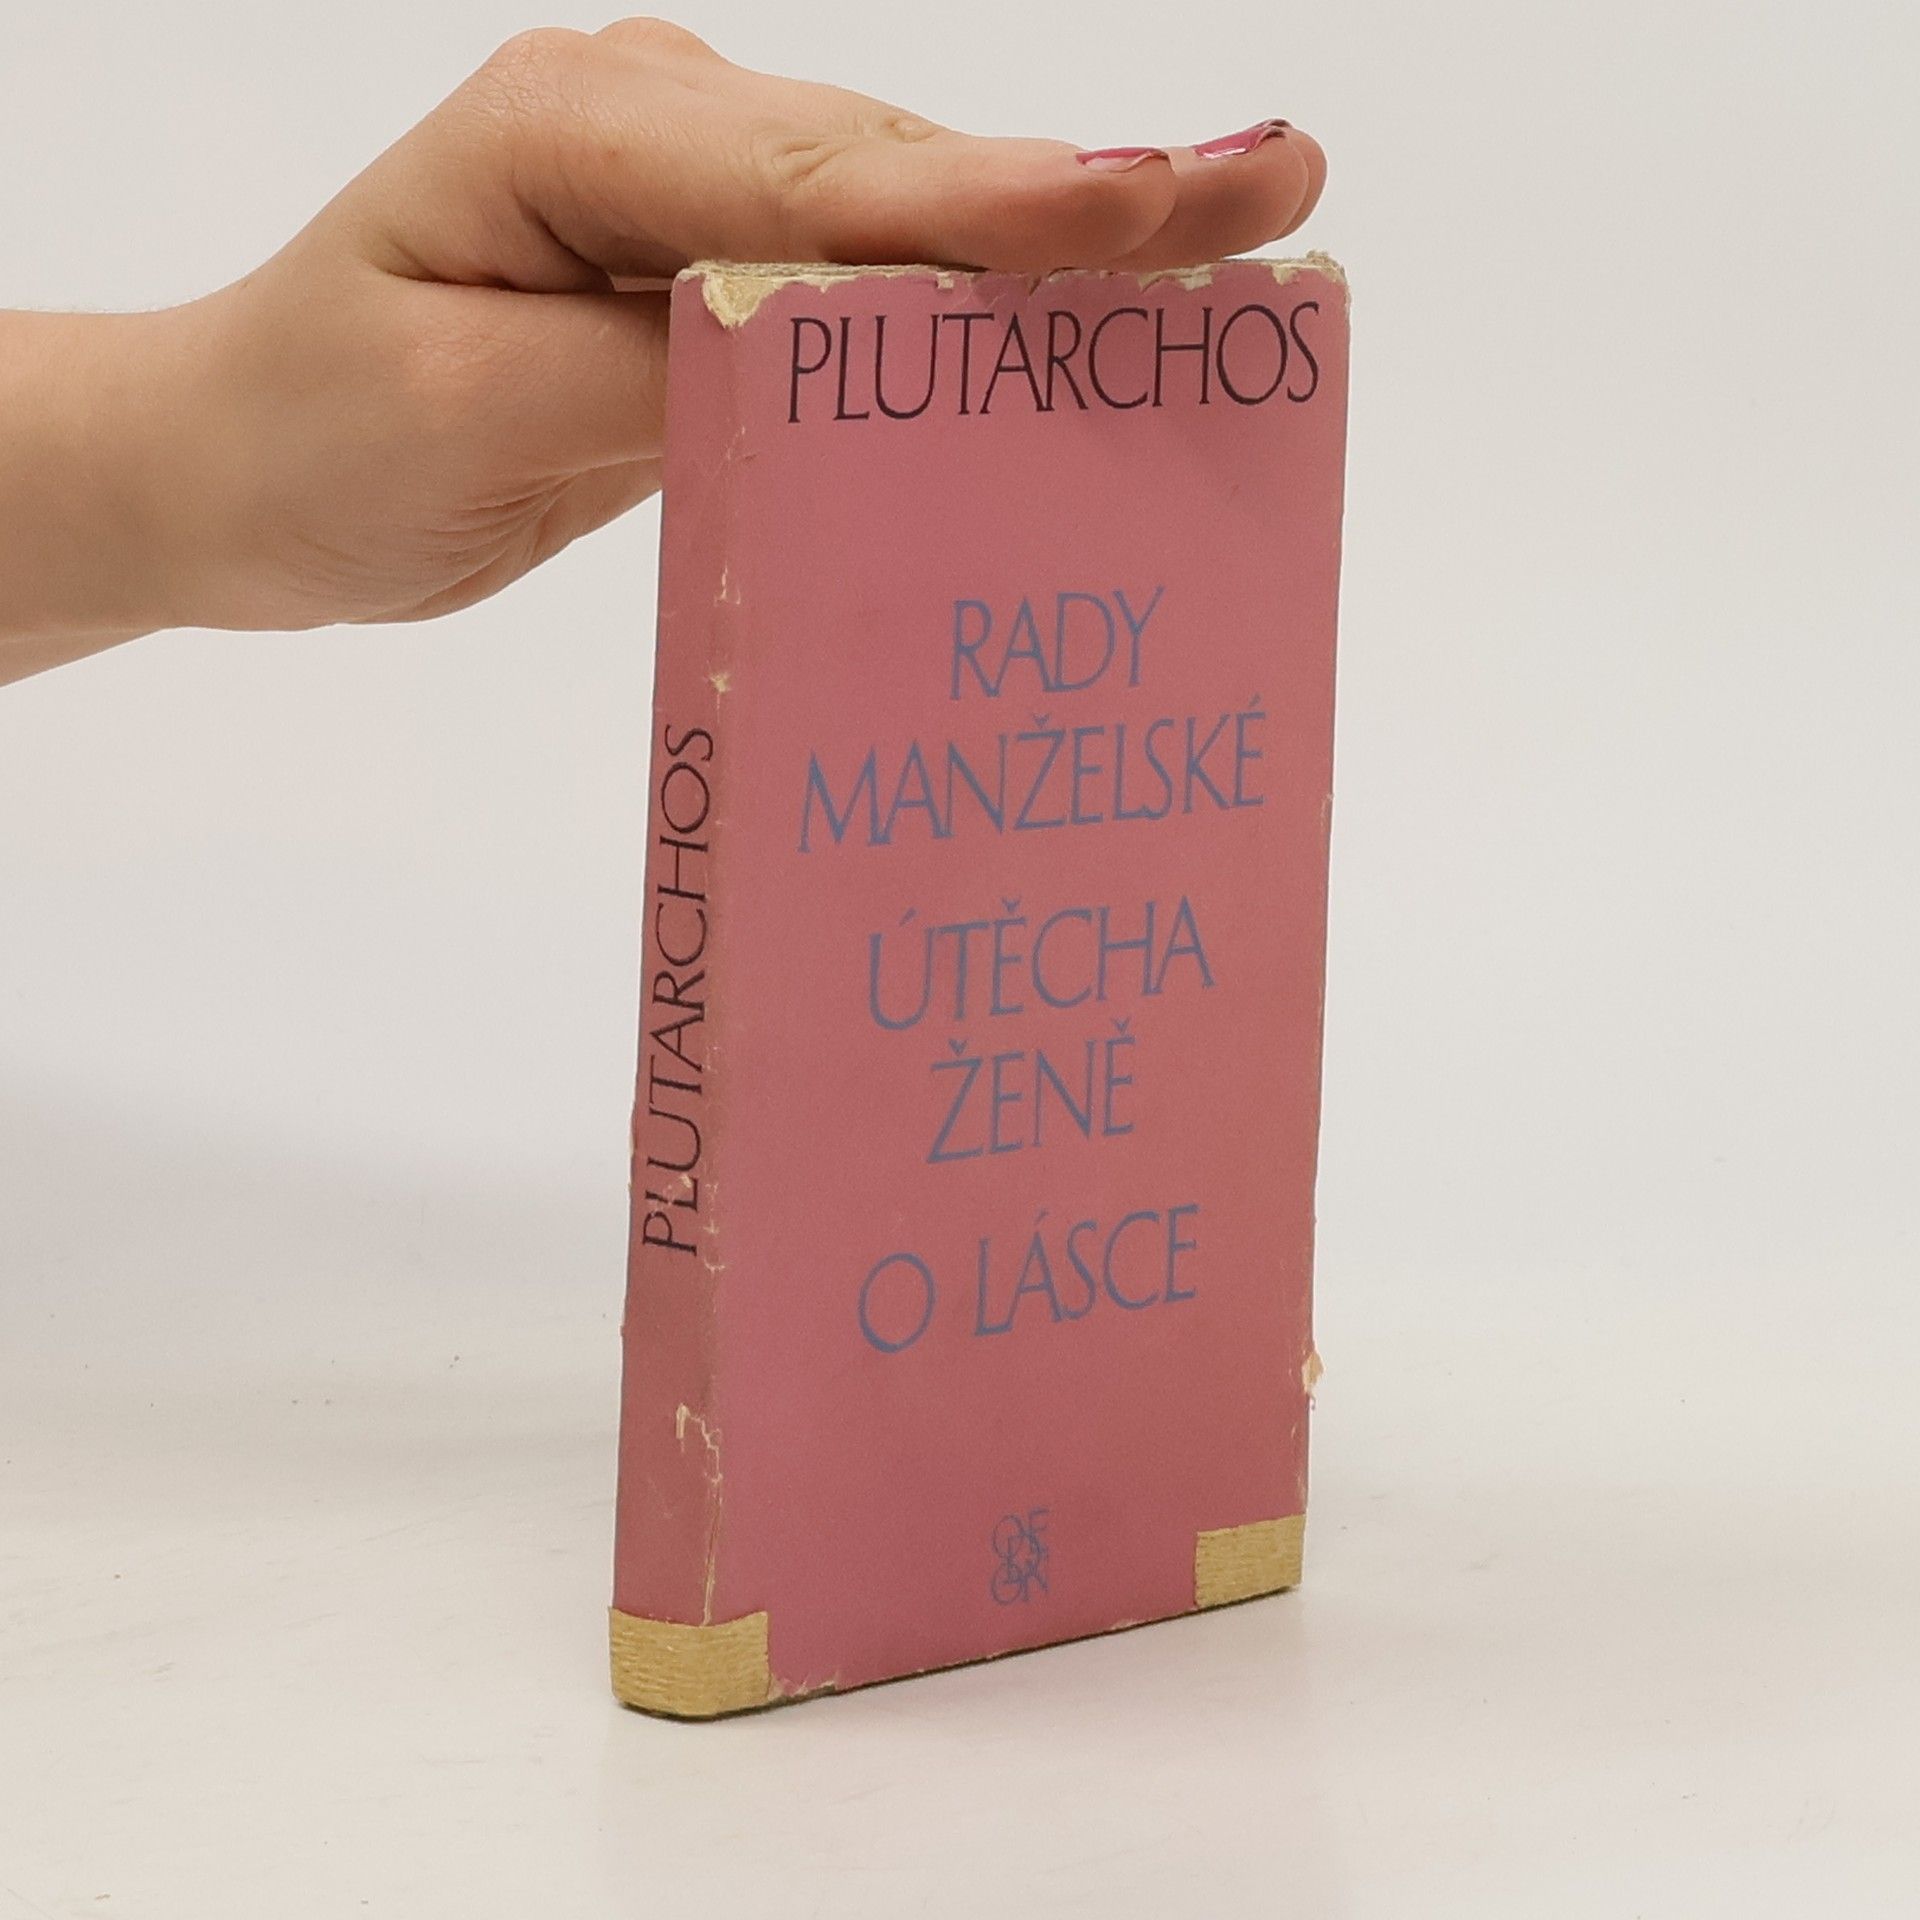 PLUTARCHOS
RADY
MANŽELSKÉ
ÚTĚCHA
ŽENĚ
O LÁSCE
PLUTARCHOS